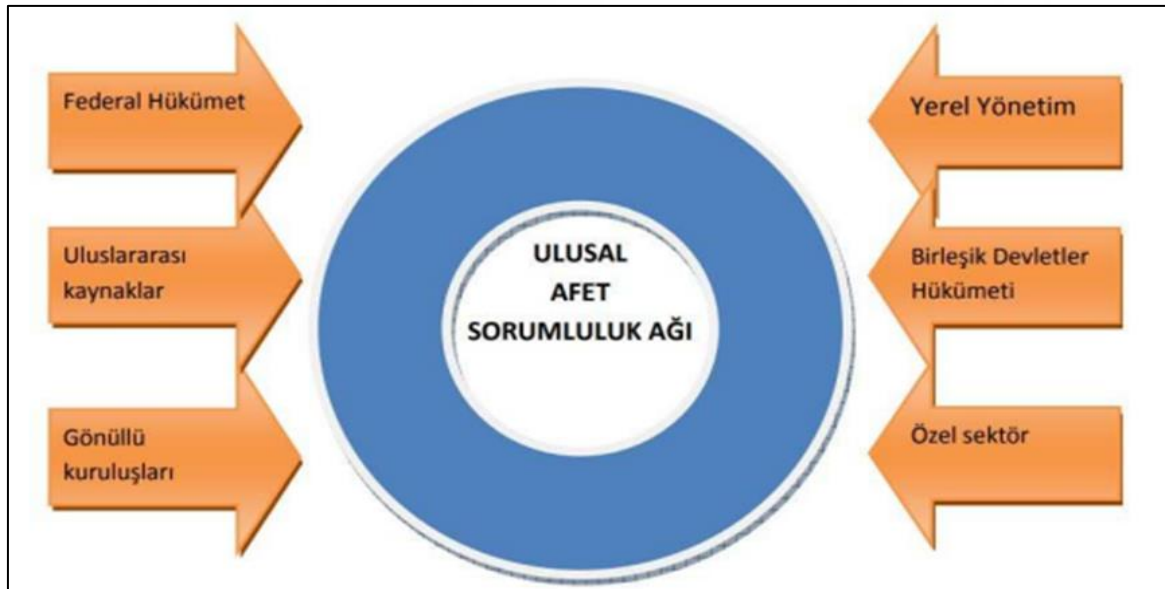 Federal Hükümet
Uluslararası
kaynaklar
Gönüllü
kuruluşları
ULUSAL
AFET
SORUMLULUK AĞI
Yerel Yönetim
Birleşik Devletler
Hükümeti
Özel sektör